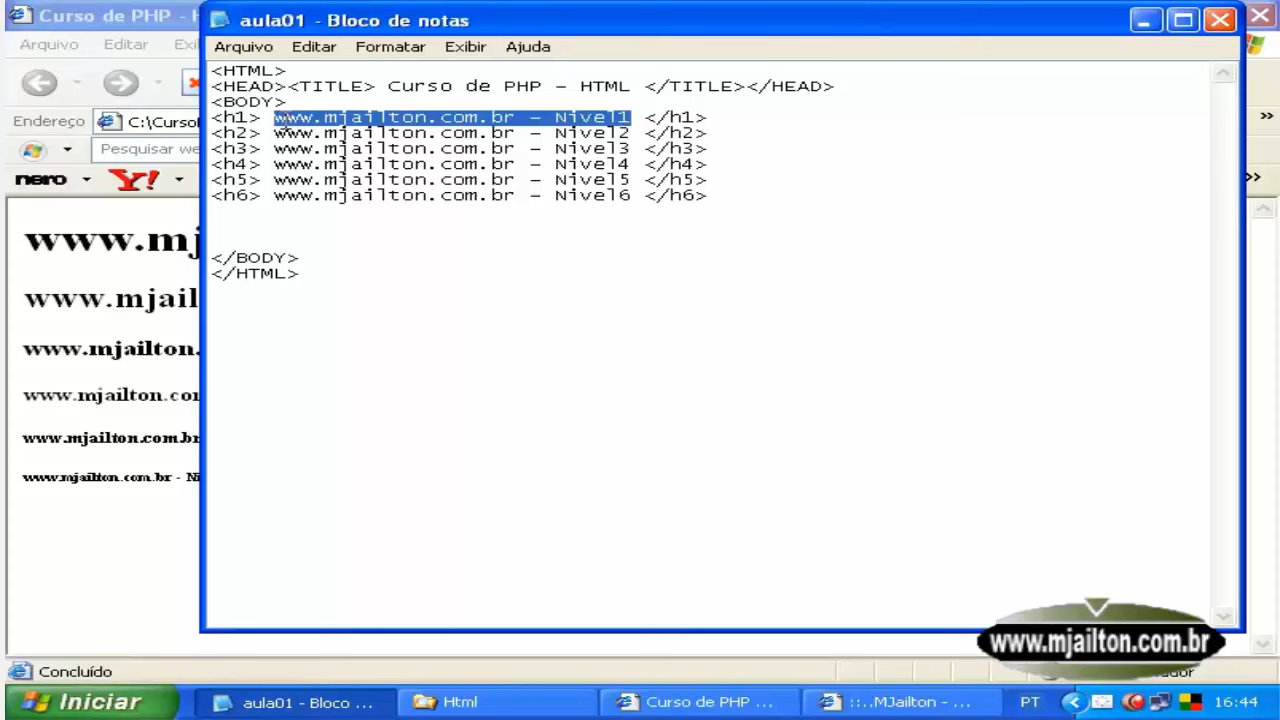 Curso de PHP - H
aula01 - Bloco de notas
Arquivo Editar Exi
Arquivo Editar Formatar Exibir Ajuda
<HTML>
<HEAD><TITLE> Curso de PHP - HTML </TITLE></HEAD>
<BODY>
<h1> www.mjailton.com.br - Nivel1 </h1>
<h2> www.mjailton.com.br - Nivel2 </h2>
<h3> www.mjailton.com.br - Nivel3 </h3>
<h4> www.mjailton.com.br - Nivel4 </h4>
<h5> www.mjailton.com.br - Nivel5 </h5>
<h6> www.mjailton.com.br - Nivel6 </h6>
</BODY>
</HTML>
Endereço C:\Curso
Pesquisar we
nero Y!
www.mj
www.mjail
www.mjailton.
www.mjailton.co
www.mjailton.com.br
www.mjailton.com.br - Ni
www.mjailton.com.br
Concluído
Iniciar aula01 - Bloco ... Html Curso de PHP ... ::..MJailton - ... PT 16:44